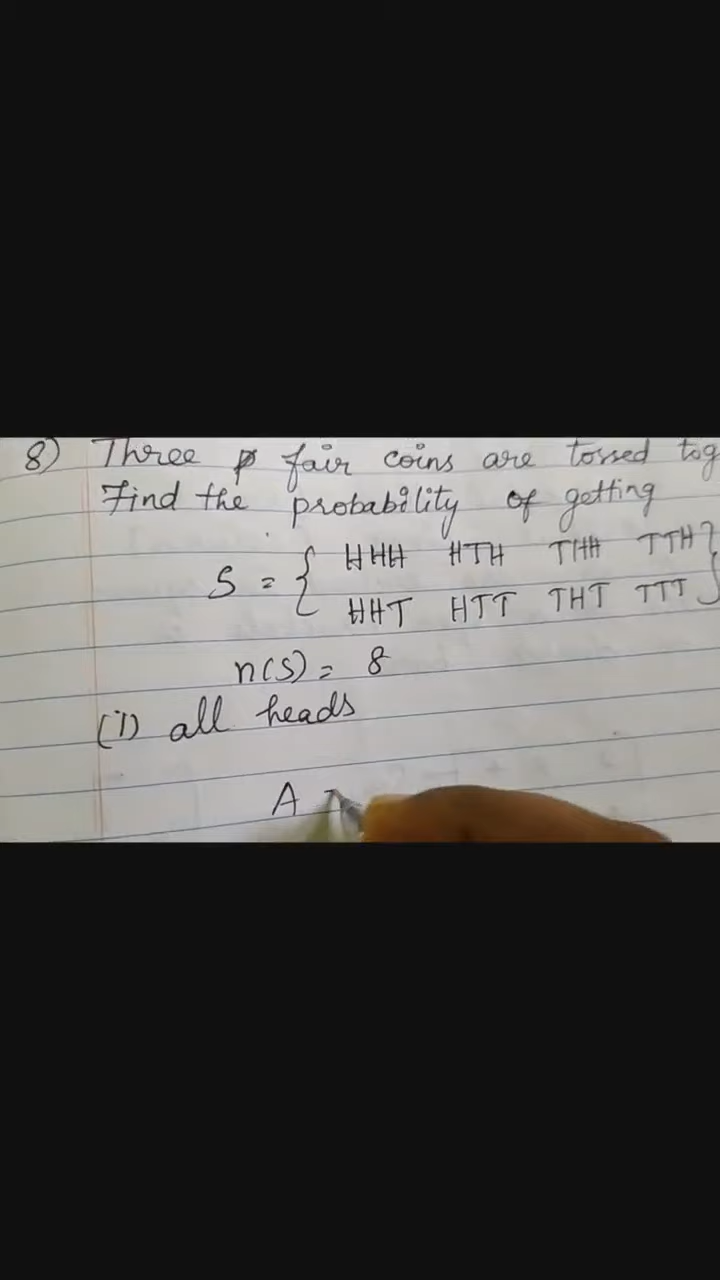 8) Three fair coins are tossed tog
Find the probability of getting
S = { HHH HTH THH TTH }
HHT HTT THT TTT
n(S) = 8
(i) all heads
A